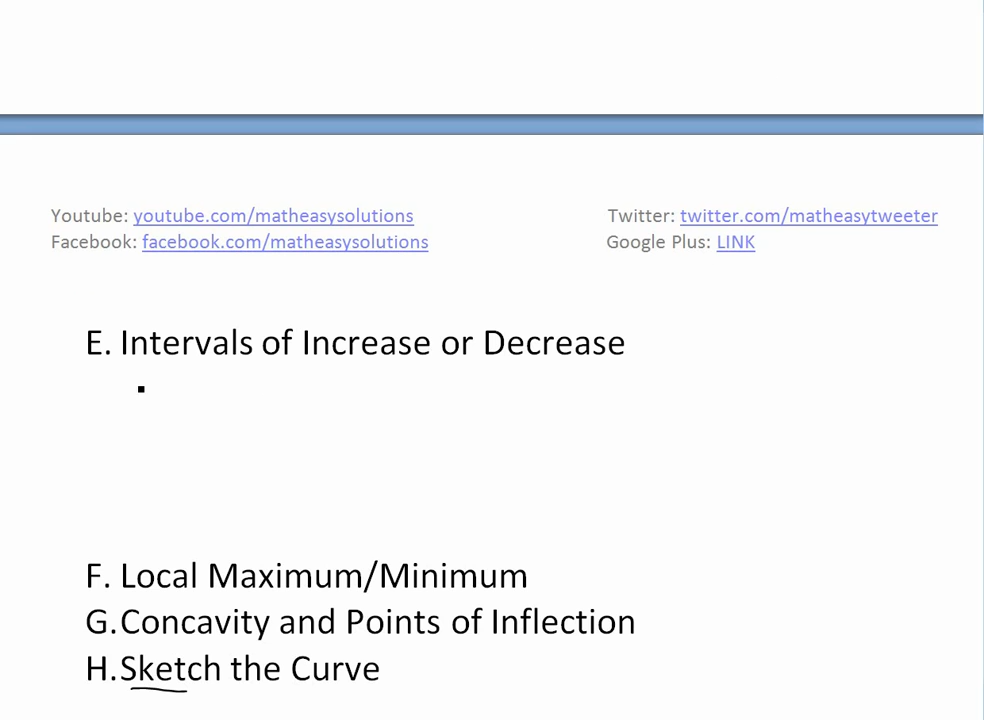 Youtube: youtube.com/matheasysolutions Twitter: twitter.com/matheasytweeter
Facebook: facebook.com/matheasysolutions Google Plus: LINK
E. Intervals of Increase or Decrease
F. Local Maximum/Minimum
G. Concavity and Points of Inflection
H. Sketch the Curve